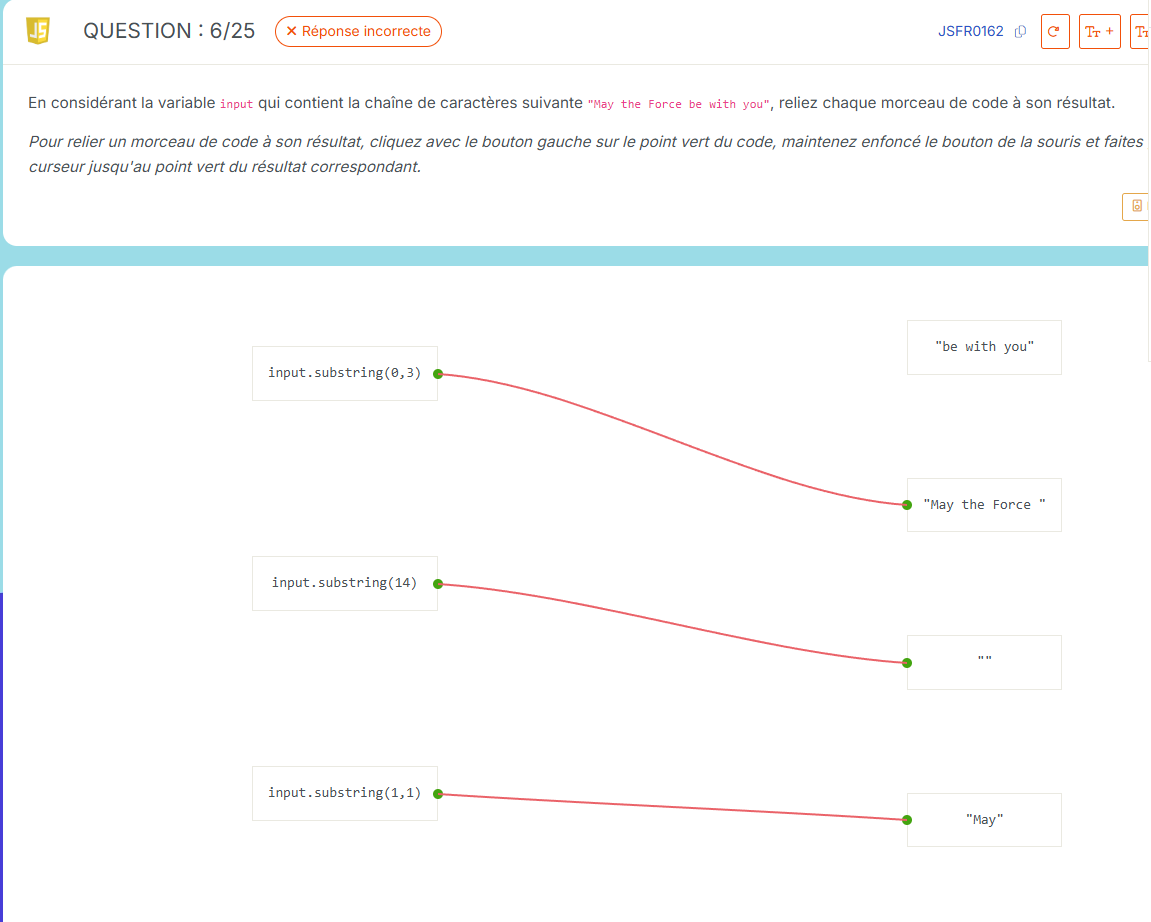 JS QUESTION : 6/25 × Réponse incorrecte JSFR0162 Tт +
En considérant la variable input qui contient la chaîne de caractères suivante "May the Force be with you", reliez chaque morceau de code à son résultat.
Pour relier un morceau de code à son résultat, cliquez avec le bouton gauche sur le point vert du code, maintenez enfoncé le bouton de la souris et faites
curseur jusqu'au point vert du résultat correspondant.
"be with you"
input.substring(0,3)
"May the Force "
input.substring(14)
""
input.substring(1,1)
"May"